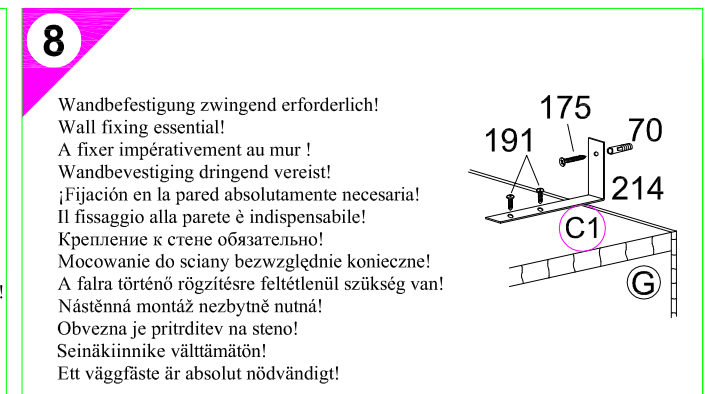 8
Wandbefestigung zwingend erforderlich!
Wall fixing essential!
A fixer impérativement au mur !
Wandbevestiging dringend vereist!
¡Fijación en la pared absolutamente necesaria!
Il fissaggio alla parete è indispensabile!
Крепление к стене обязательно!
Mocowanie do sciany bezwzględnie konieczne!
A falra történő rögzítésre feltétlenül szükség van!
Nástěnná montáž nezbytně nutná!
Obvezna je pritrditev na steno!
Seinäkiinnike välttämätön!
Ett väggfäste är absolut nödvändigt!
!
175
70
191
214
C1
G